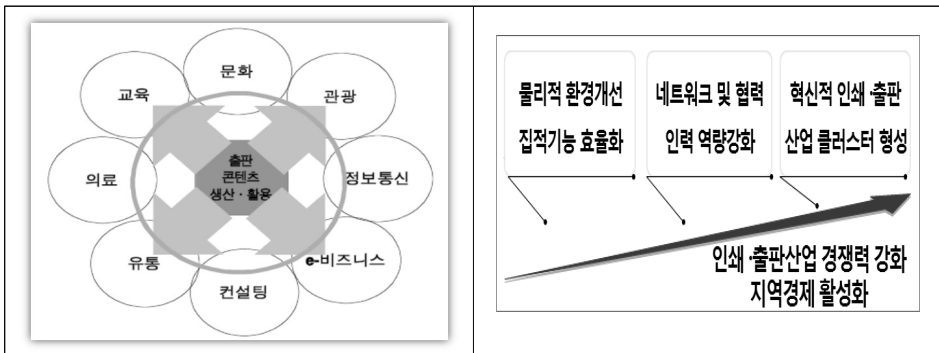 문화
교육
관광
출판
콘텐츠
생산·활용
의료
정보통신
유통
e-비즈니스
컨설팅
물리적 환경개선
집적기능 효율화
네트워크 및 협력
인력 역량강화
혁신적 인쇄·출판
산업 클러스터 형성
인쇄·출판산업 경쟁력 강화
지역경제 활성화